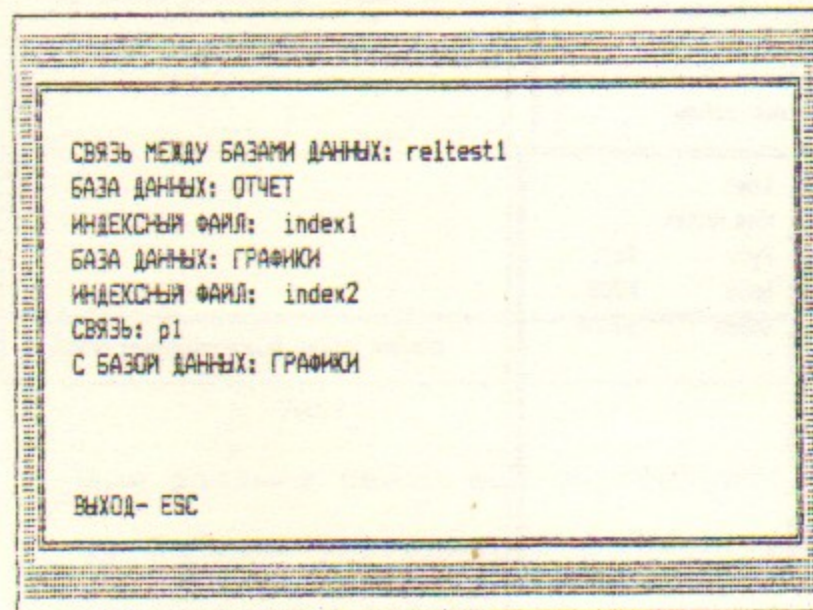 СВЯЗЬ МЕЖДУ БАЗАМИ ДАННЫХ: reltest1
БАЗА ДАННЫХ: ОТЧЕТ
ИНДЕКСНЫЙ ФАЙЛ: index1
БАЗА ДАННЫХ: ГРАФИКИ
ИНДЕКСНЫЙ ФАЙЛ: index2
СВЯЗЬ: p1
С БАЗОЙ ДАННЫХ: ГРАФИКИ
ВЫХОД- ESC